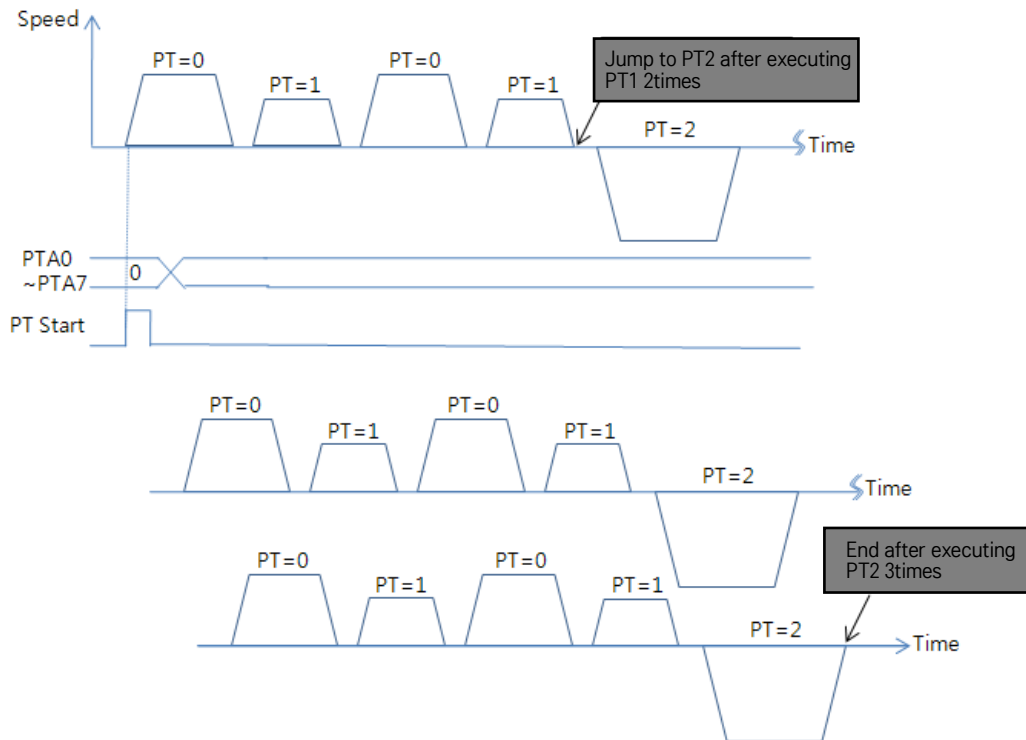 Speed
PT=0
PT=1
PT=0
PT=1
Jump to PT2 after executing
PT1 2times
PT=2
Time
PTA0
~PTA7
0
PT Start
PT=0
PT=1
PT=0
PT=1
PT=2
Time
PT=0
PT=1
PT=0
PT=1
PT=2
End after executing
PT2 3times
Time